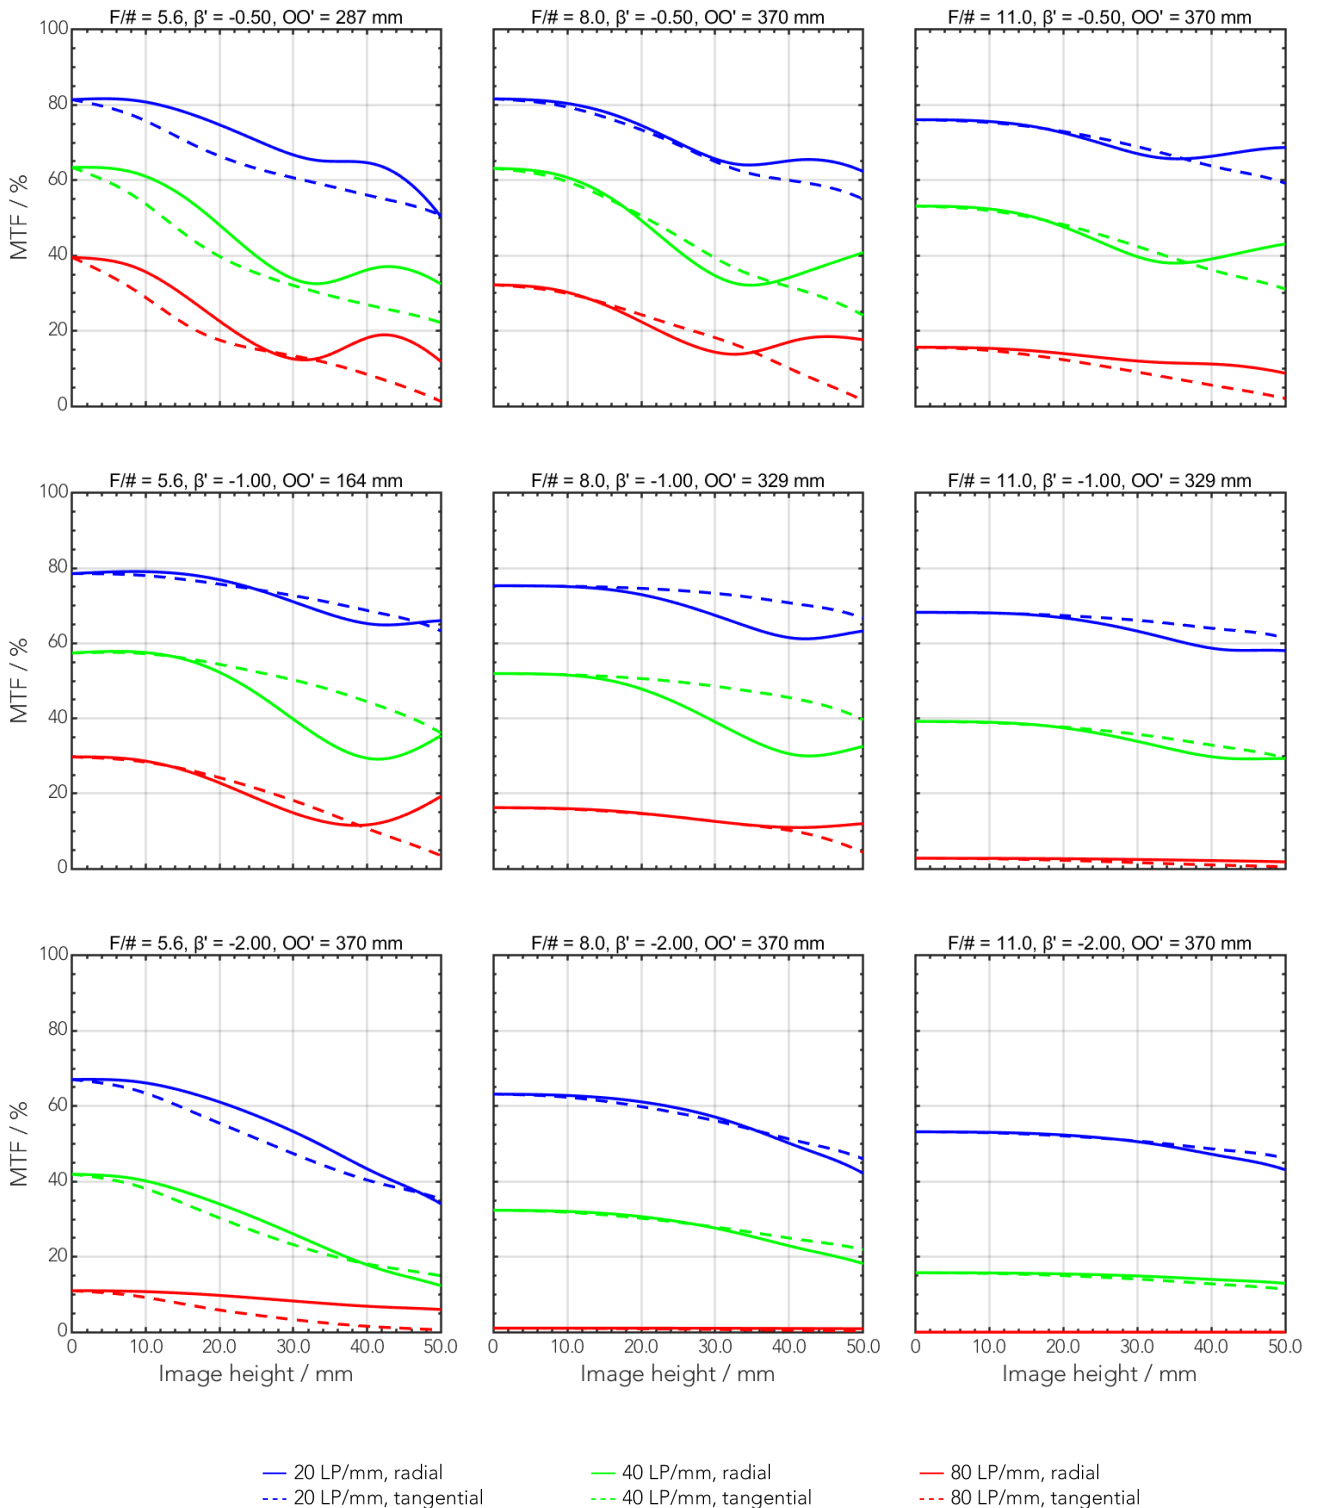 F/# = 5.6, β' = -0.50, OO' = 287 mm
F/# = 8.0, β' = -0.50, OO' = 370 mm
F/# = 11.0, β' = -0.50, OO' = 370 mm
100
80
60
40
20
0
MTF / %
F/# = 5.6, β' = -1.00, OO' = 164 mm
F/# = 8.0, β' = -1.00, OO' = 329 mm
F/# = 11.0, β' = -1.00, OO' = 329 mm
100
80
60
40
20
0
MTF / %
F/# = 5.6, β' = -2.00, OO' = 370 mm
F/# = 8.0, β' = -2.00, OO' = 370 mm
F/# = 11.0, β' = -2.00, OO' = 370 mm
100
80
60
40
20
0
MTF / %
0 10.0 20.0 30.0 40.0 50.0
0 10.0 20.0 30.0 40.0 50.0
0 10.0 20.0 30.0 40.0 50.0
Image height / mm
Image height / mm
Image height / mm
20 LP/mm, radial
40 LP/mm, radial
80 LP/mm, radial
20 LP/mm, tangential
40 LP/mm, tangential
80 LP/mm, tangential